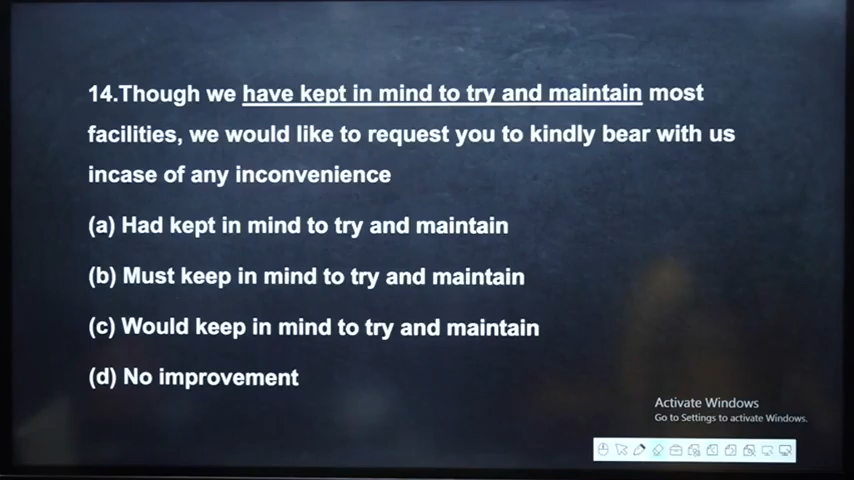 14.Though we have kept in mind to try and maintain most
facilities, we would like to request you to kindly bear with us
incase of any inconvenience
(a) Had kept in mind to try and maintain
(b) Must keep in mind to try and maintain
(c) Would keep in mind to try and maintain
(d) No improvement
Activate Windows
Go to Settings to activate Windows.